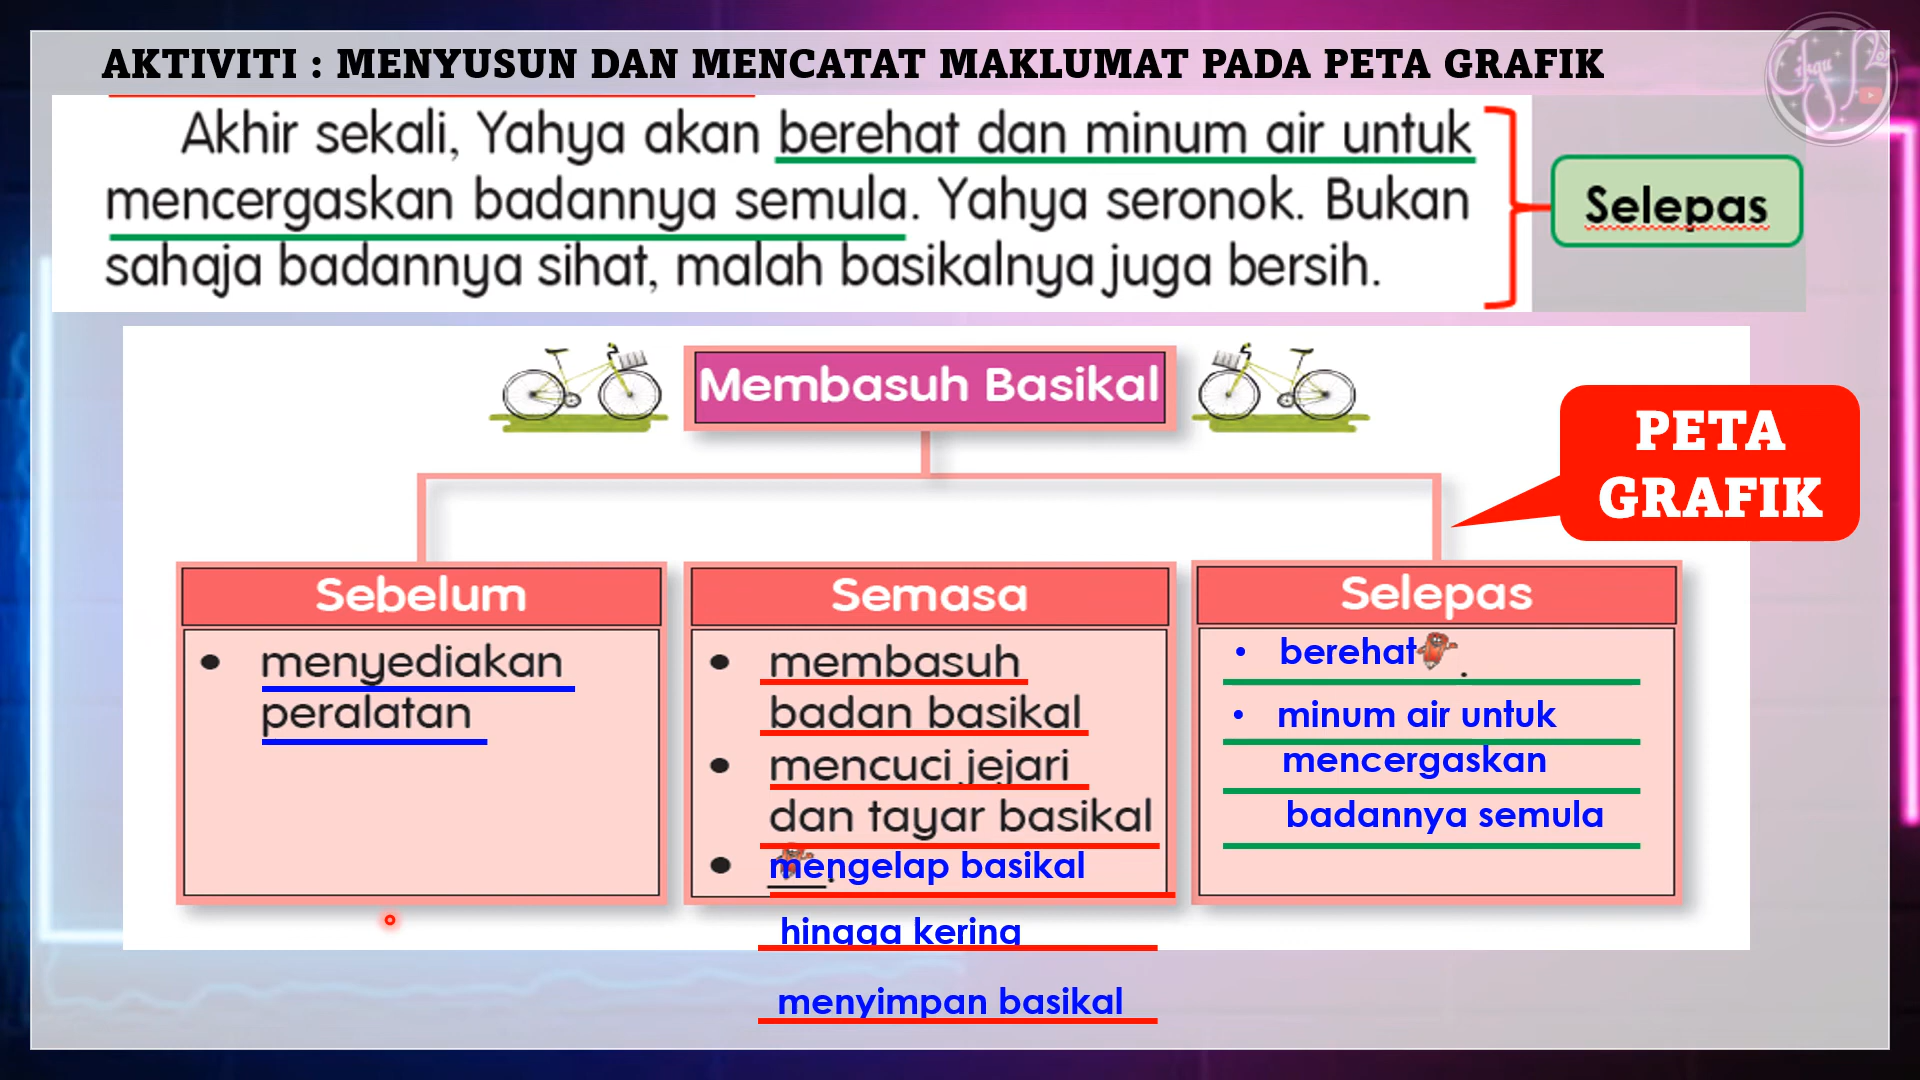 AKTIVITI : MENYUSUN DAN MENCATAT MAKLUMAT PADA PETA GRAFIK
Akhir sekali, Yahya akan berehat dan minum air untuk
mencergaskan badannya semula. Yahya seronok. Bukan
sahaja badannya sihat, malah basikalnya juga bersih.
Selepas
Membasuh Basikal
PETA
GRAFIK
Sebelum
• menyediakan
peralatan
Semasa
• membasuh
badan basikal
• mencuci jejari
dan tayar basikal
• mengelap basikal
hingga kering
menyimpan basikal
Selepas
• berehat
• minum air untuk
mencergaskan
badannya semula